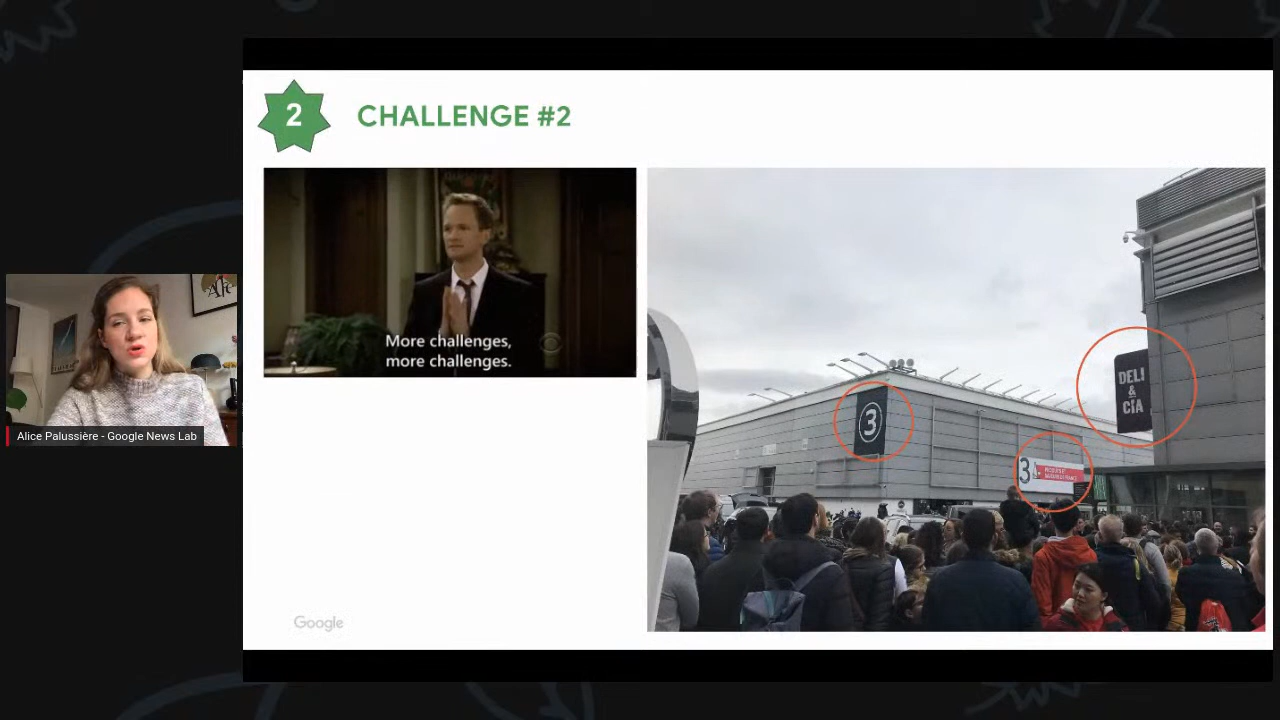 2
CHALLENGE #2
More challenges,
more challenges.
3
3
DELI
&
CIA
Alice Palussière - Google News Lab
Google